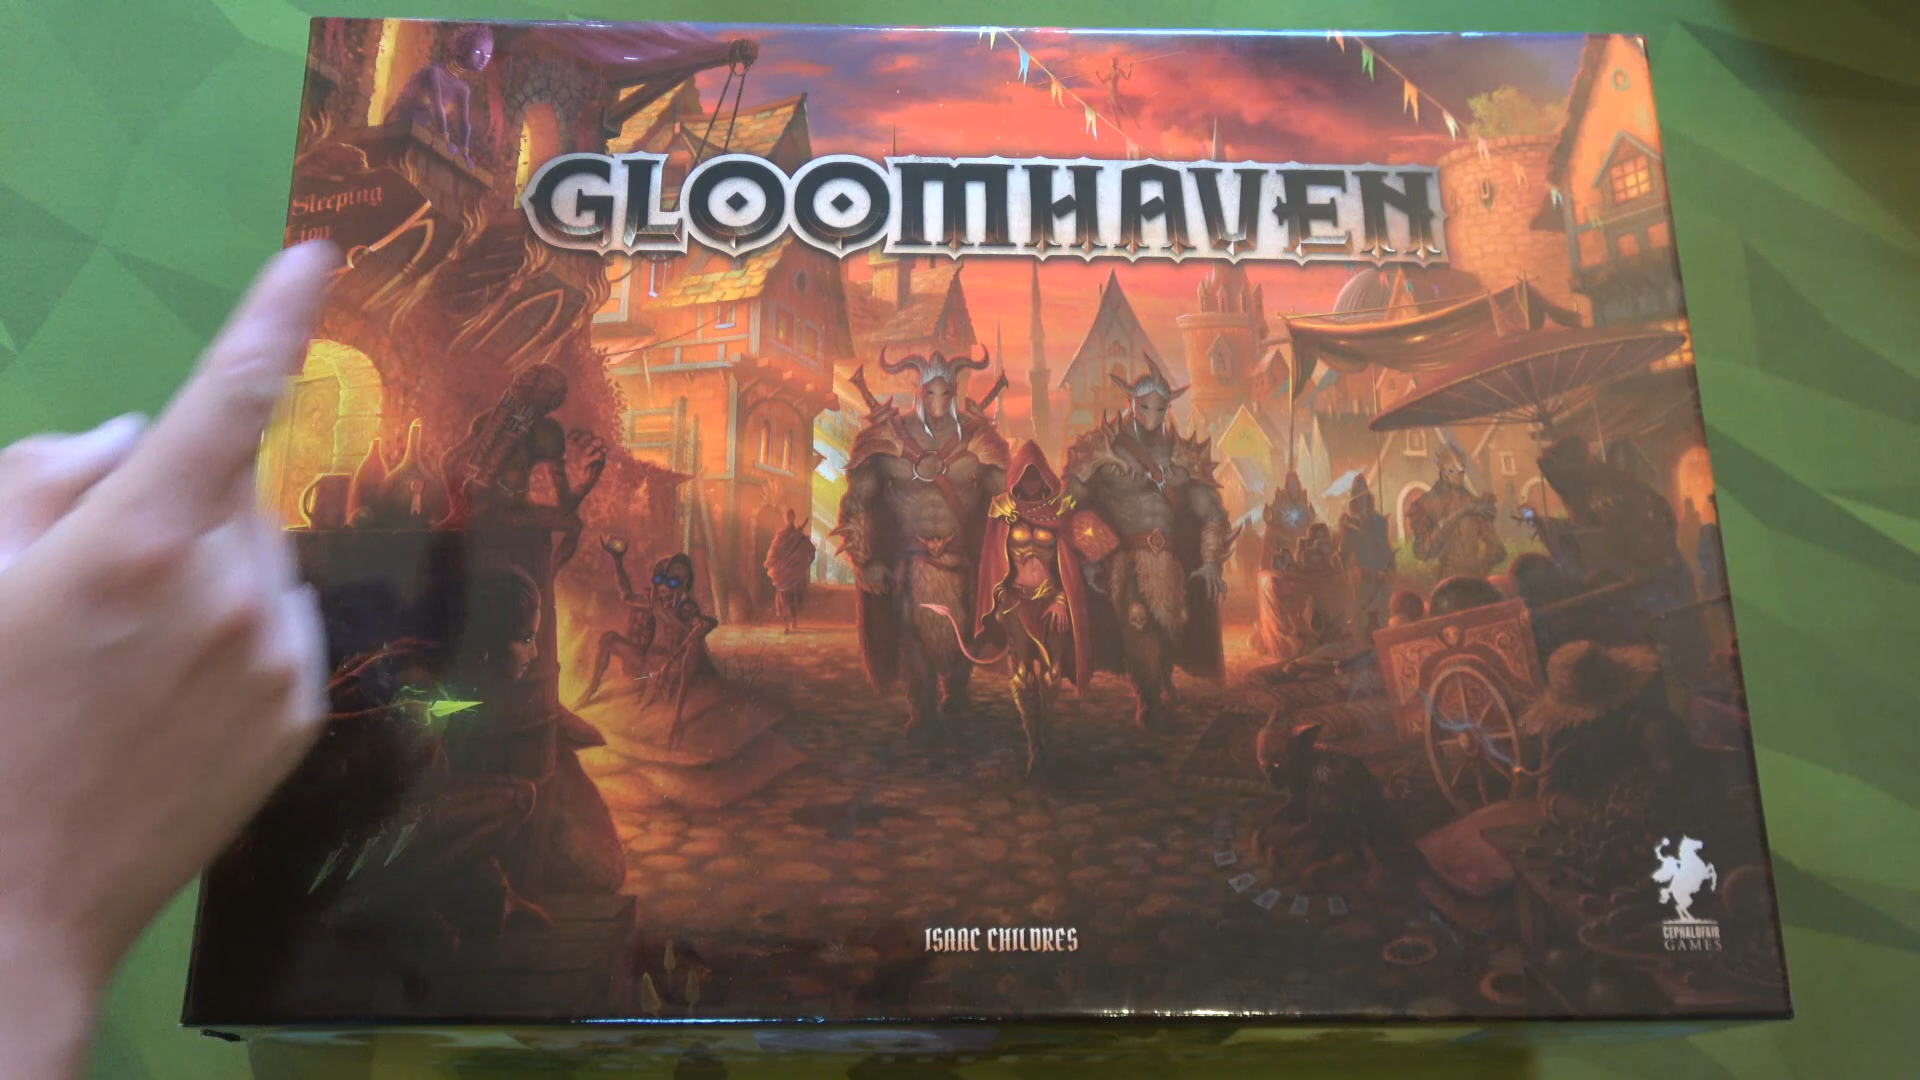 GLOOMHAVEN
Sleeping
Lion
ISAAC CHILDRES
CEPHALOFAIR
GAMES